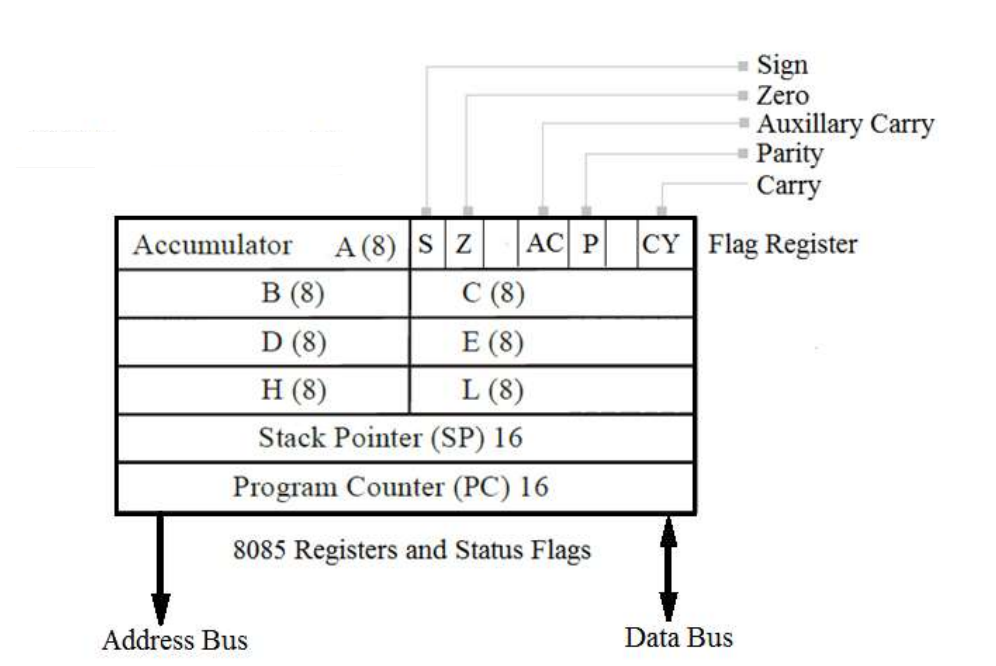 Sign
Zero
Auxillary Carry
Parity
Carry
Accumulator A (8) S Z AC P CY Flag Register
B (8) C (8)
D (8) E (8)
H (8) L (8)
Stack Pointer (SP) 16
Program Counter (PC) 16
8085 Registers and Status Flags
Address Bus Data Bus